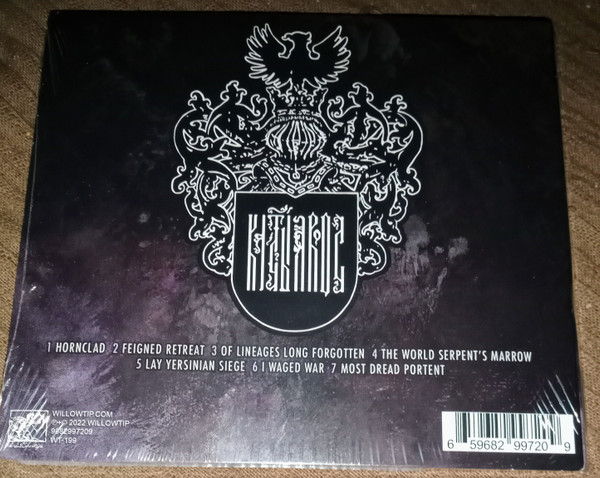 1 HORNCLAD 2 FEIGNED RETREAT 3 OF LINEAGES LONG FORGOTTEN 4 THE WORLD SERPENT'S MARROW
5 LAY YERSINIAN SIEGE 6 I WAGED WAR 7 MOST DREAD PORTENT
WILLOWTIP.COM
℗+© 2022 WILLOWTIP
6682997209
WT-199
6 59682 99720 9